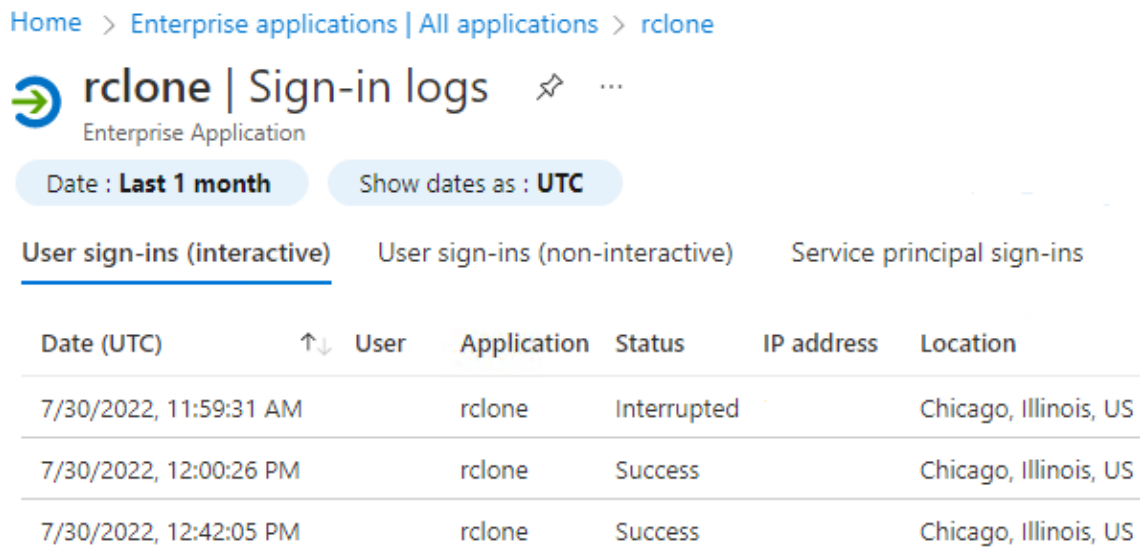 Home > Enterprise applications | All applications > rclone
rclone | Sign-in logs ...
Enterprise Application
Date : Last 1 month Show dates as : UTC
User sign-ins (interactive) User sign-ins (non-interactive) Service principal sign-ins
Date (UTC) ↑↓ User Application Status IP address Location
7/30/2022, 11:59:31 AM rclone Interrupted Chicago, Illinois, US
7/30/2022, 12:00:26 PM rclone Success Chicago, Illinois, US
7/30/2022, 12:42:05 PM rclone Success Chicago, Illinois, US